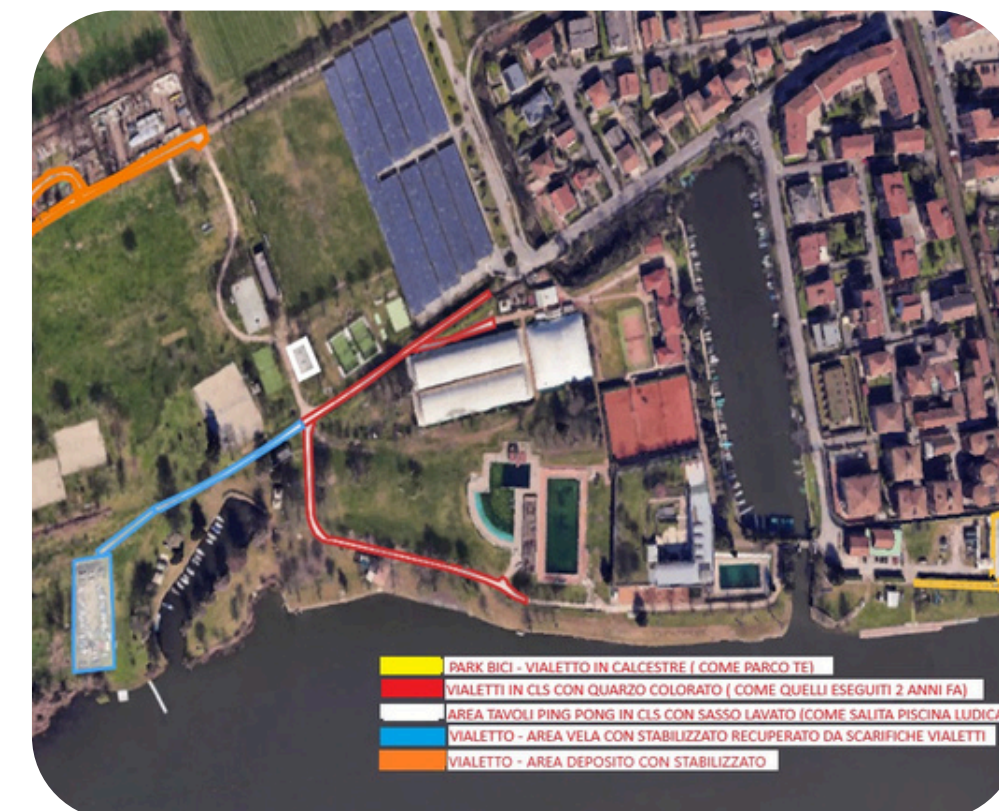 PARK BICI - VIALETTO IN CALCESTRE ( COME PARCO TE)
VIALETTI IN CLS CON QUARZO COLORATO ( COME QUELLI ESEGUITI 2 ANNI FA)
AREA TAVOLI PING PONG IN CLS CON SASSO LAVATO (COME SALITA PISCINA LUDICA
VIALETTO - AREA VELA CON STABILIZZATO RECUPERATO DA SCARIFICHE VIALETTI
VIALETTO - AREA DEPOSITO CON STABILIZZATO